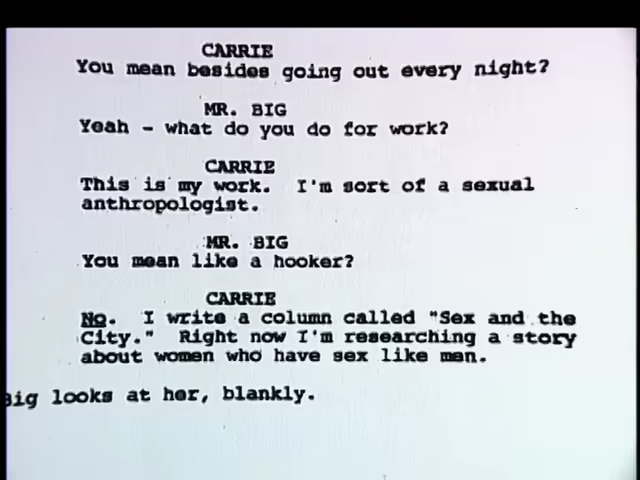 CARRIE
You mean besides going out every night?
MR. BIG
Yeah - what do you do for work?
CARRIE
This is my work. I'm sort of a sexual
anthropologist.
MR. BIG
You mean like a hooker?
CARRIE
No. I write a column called "Sex and the
City." Right now I'm researching a story
about women who have sex like men.
Big looks at her, blankly.